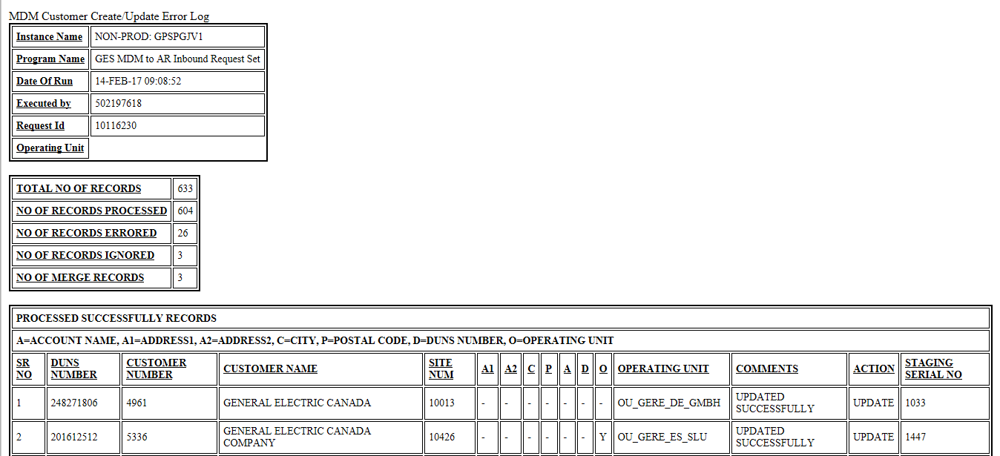 MDM Customer Create/Update Error Log
Instance Name NON-PROD: GPSPGJV1
Program Name GES MDM to AR Inbound Request Set
Date Of Run 14-FEB-17 09:08:52
Executed by 502197618
Request Id 10116230
Operating Unit
TOTAL NO OF RECORDS 633
NO OF RECORDS PROCESSED 604
NO OF RECORDS ERRORED 26
NO OF RECORDS IGNORED 3
NO OF MERGE RECORDS 3
PROCESSED SUCCESSFULLY RECORDS
A=ACCOUNT NAME, A1=ADDRESS1, A2=ADDRESS2, C=CITY, P=POSTAL CODE, D=DUNS NUMBER, O=OPERATING UNIT
SR NO DUNS NUMBER CUSTOMER NUMBER CUSTOMER NAME SITE NUM A1 A2 C P A D O OPERATING UNIT COMMENTS ACTION STAGING SERIAL NO
1 248271806 4961 GENERAL ELECTRIC CANADA 10013 - - - - - - - OU_GERE_DE_GMBH UPDATED SUCCESSFULLY UPDATE 1033
2 201612512 5336 GENERAL ELECTRIC CANADA COMPANY 10426 - - - - - - Y OU_GERE_ES_SLU UPDATED SUCCESSFULLY UPDATE 1447